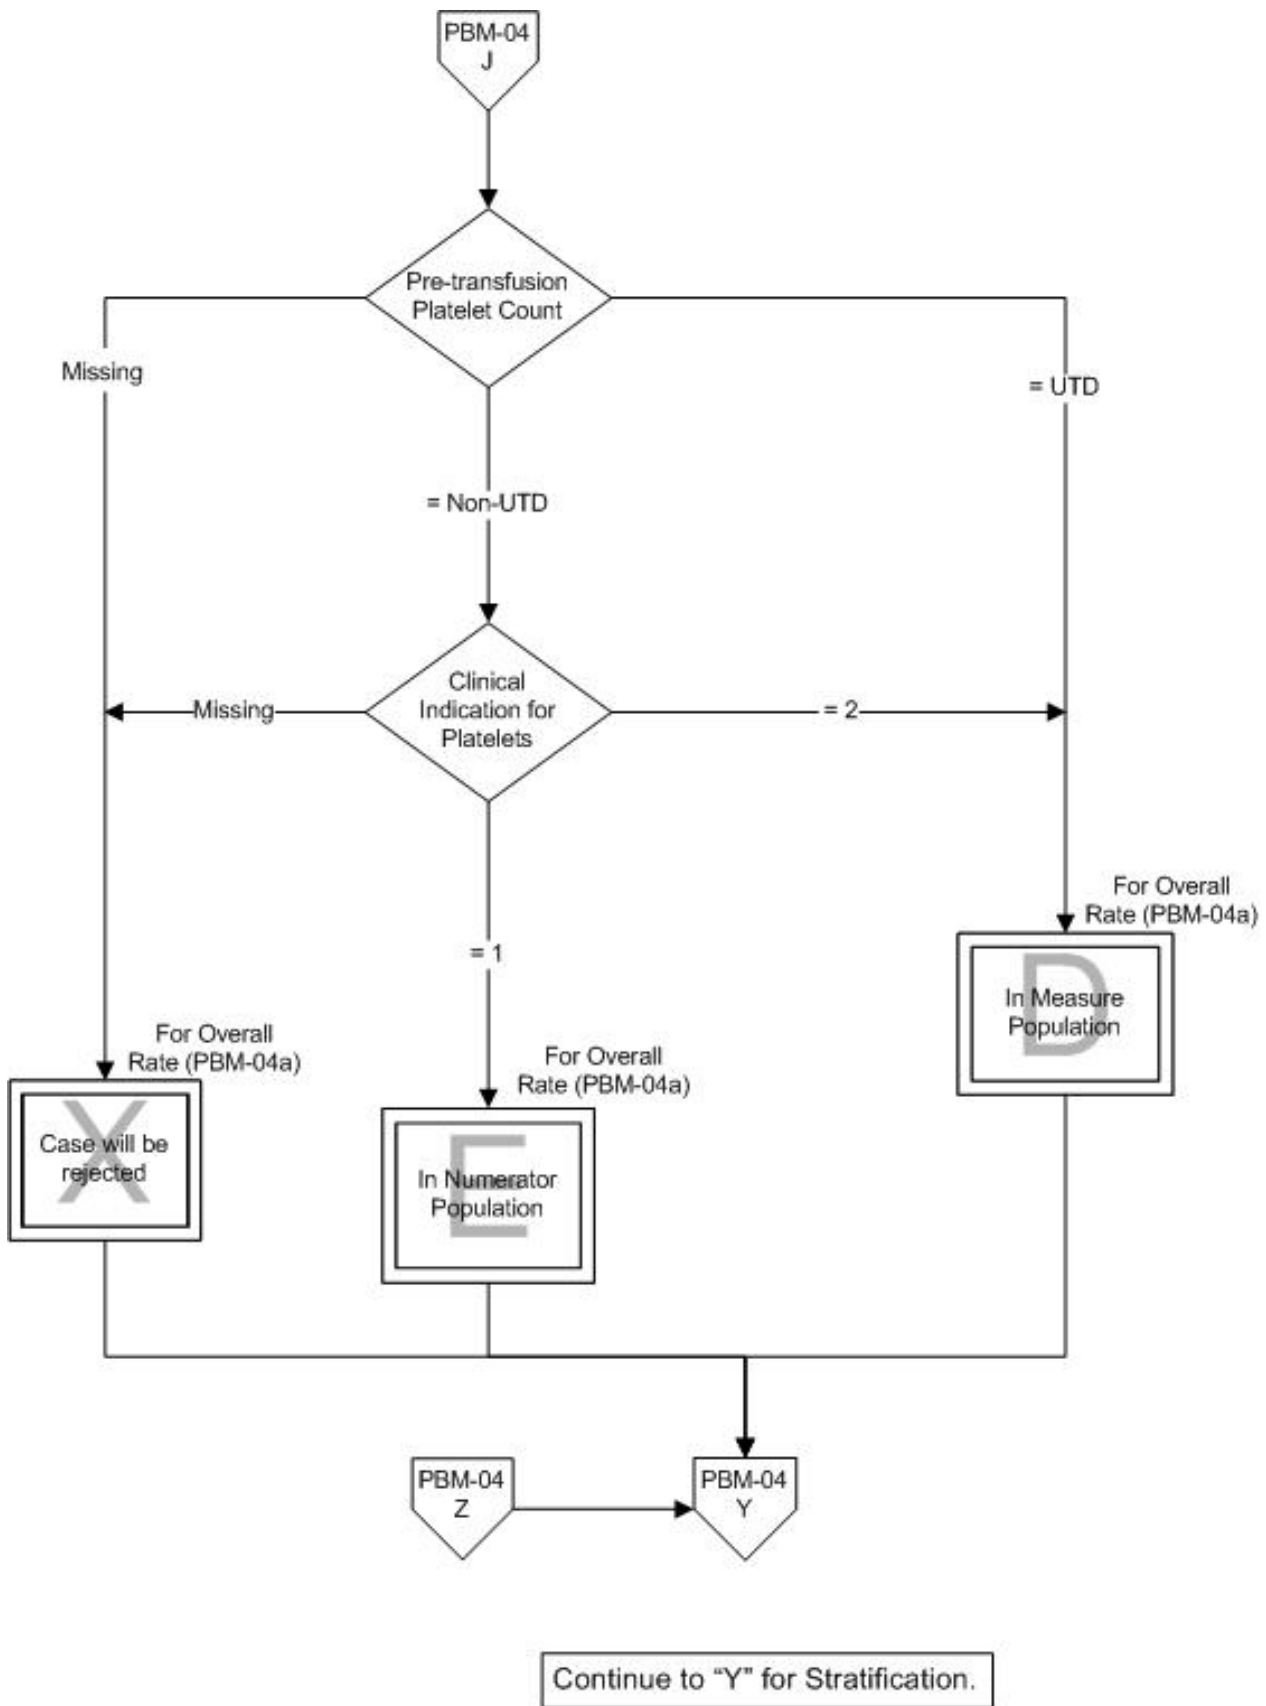 PBM-04
J
Pre-transfusion
Platelet Count
Missing
= UTD
= Non-UTD
Clinical
Indication for
Platelets
Missing
= 2
= 1
For Overall
Rate (PBM-04a)
D
In Measure
Population
For Overall
Rate (PBM-04a)
X
Case will be
rejected
For Overall
Rate (PBM-04a)
E
In Numerator
Population
PBM-04
Z
PBM-04
Y
Continue to “Y” for Stratification.